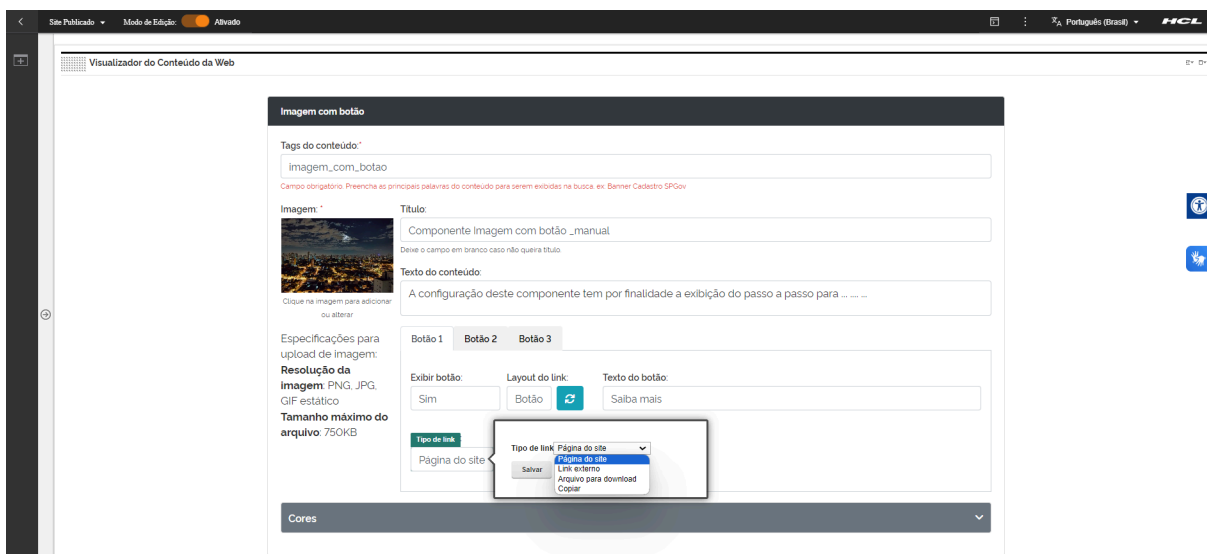 Site Publicado
Modo de Edição:
Ativado
Português (Brasil)
HCL
Visualizador do Conteúdo da Web
Imagem com botão
Tags do conteúdo:*
imagem_com_botao
Campo obrigatório. Preencha as principais palavras do conteúdo para serem exibidas na busca. ex: Banner Cadastro SPGov
Imagem: *
Título:
Componente Imagem com botão _manual
Deixe o campo em branco caso não queira título.
Texto do conteúdo:
A configuração deste componente tem por finalidade a exibição do passo a passo para ... .... ...
Clique na imagem para adicionar
ou alterar
Especificações para
upload de imagem:
Resolução da
imagem: PNG, JPG,
GIF estático
Tamanho máximo do
arquivo: 750KB
Botão 1
Botão 2
Botão 3
Exibir botão:
Layout do link:
Texto do botão:
Sim
Botão
Saiba mais
Tipo de link
Página do site
Tipo de link
Página do site
Página do site
Link externo
Arquivo para download
Copiar
Salvar
Cores